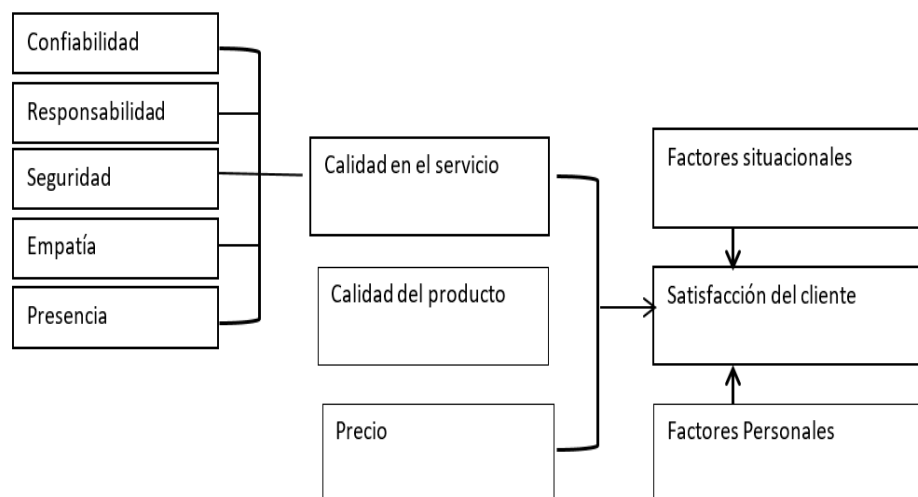 Confiabilidad
Responsabilidad
Seguridad
Empatía
Presencia
Calidad en el servicio
Calidad del producto
Precio
Factores situacionales
Satisfacción del cliente
Factores Personales